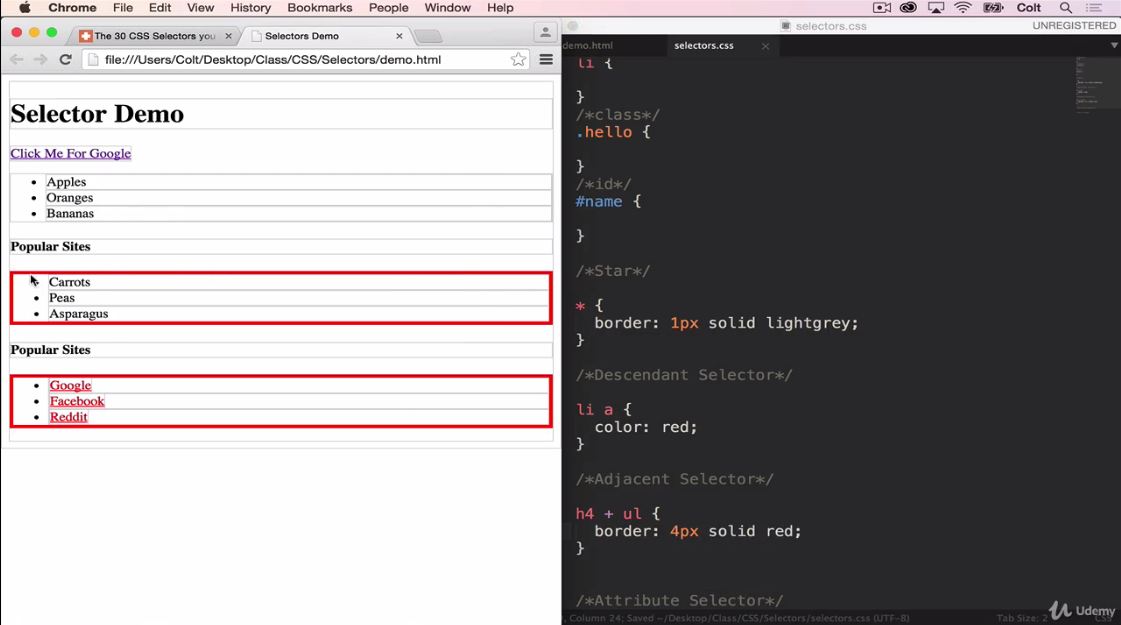 Chrome File Edit View History Bookmarks People Window Help Colt
The 30 CSS Selectors you
Selectors Demo
file:///Users/Colt/Desktop/Class/CSS/Selectors/demo.html
Selector Demo
Click Me For Google
Apples
Oranges
Bananas
Popular Sites
Carrots
Peas
Asparagus
Popular Sites
Google
Facebook
Reddit
selectors.css
UNREGISTERED
demo.html selectors.css
li {
}
/*class*/
.hello {
}
/*id*/
#name {
}
/*Star*/
* {
border: 1px solid lightgrey;
}
/*Descendant Selector*/
li a {
color: red;
}
/*Adjacent Selector*/
h4 + ul {
border: 4px solid red;
}
/*Attribute Selector*/
, Column 24; Saved ~/Desktop/Class/CSS/Selectors/selectors.css (UTF-8) Tab Size: 2 CSS
Udemy